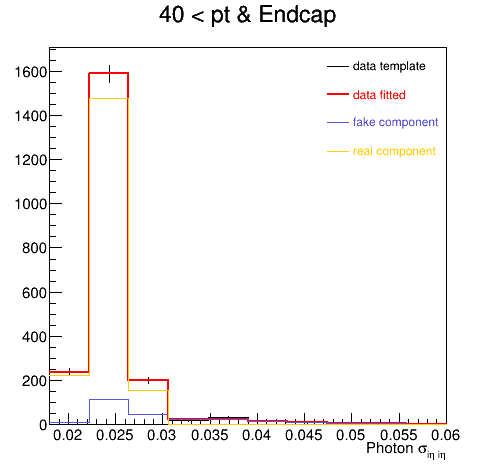 40 < pt & Endcap
data template
data fitted
fake component
real component
1600
1400
1200
1000
800
600
400
200
0
0.02 0.025 0.03 0.035 0.04 0.045 0.05 0.055 0.06
Photon σiη iη